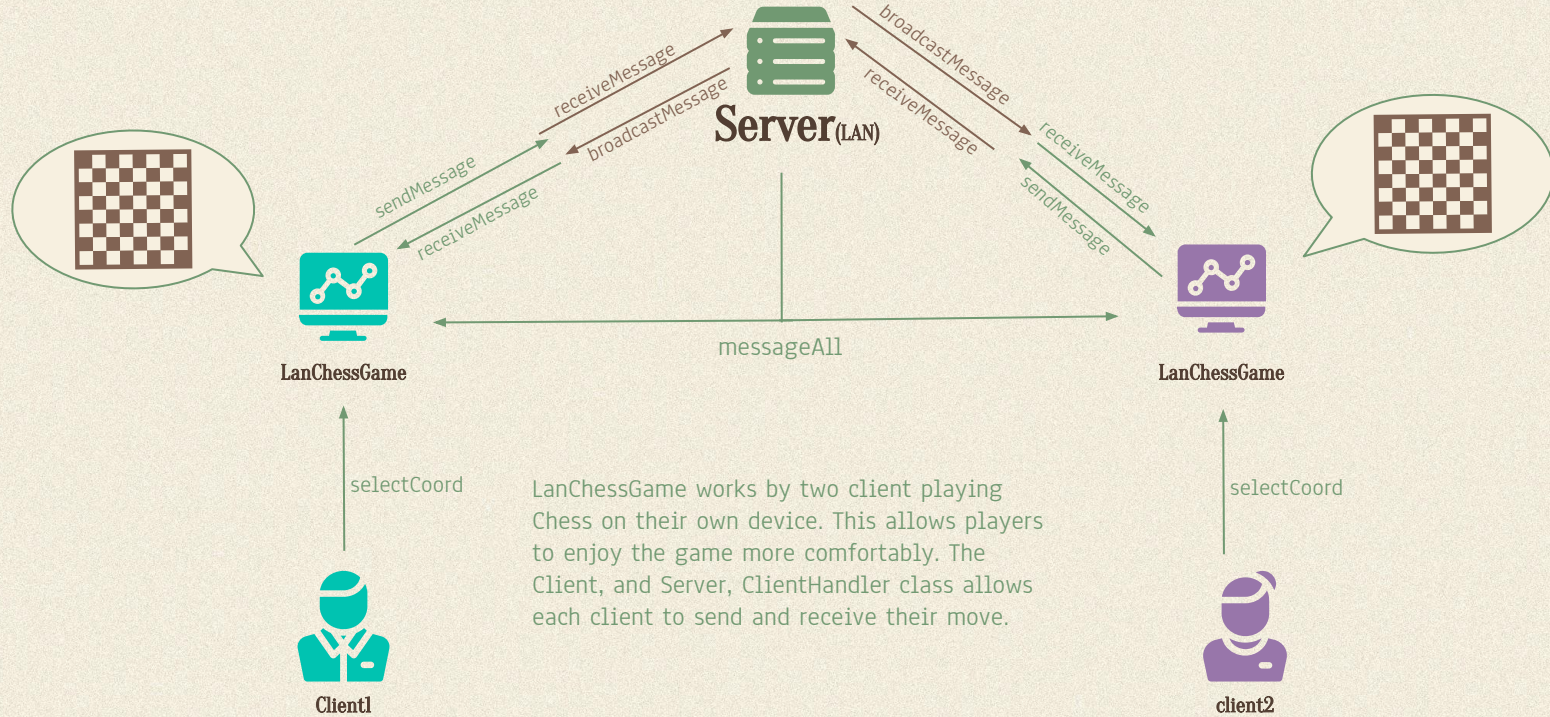 broadcastMessage
receiveMessage
receiveMessage
broadcastMessage
Server(LAN)
sendMessage
receiveMessage
receiveMessage
sendMessage
messageAll
LanChessGame
LanChessGame
selectCoord
selectCoord
LanChessGame works by two client playing
Chess on their own device. This allows players
to enjoy the game more comfortably. The
Client, and Server, ClientHandler class allows
each client to send and receive their move.
Client1
client2